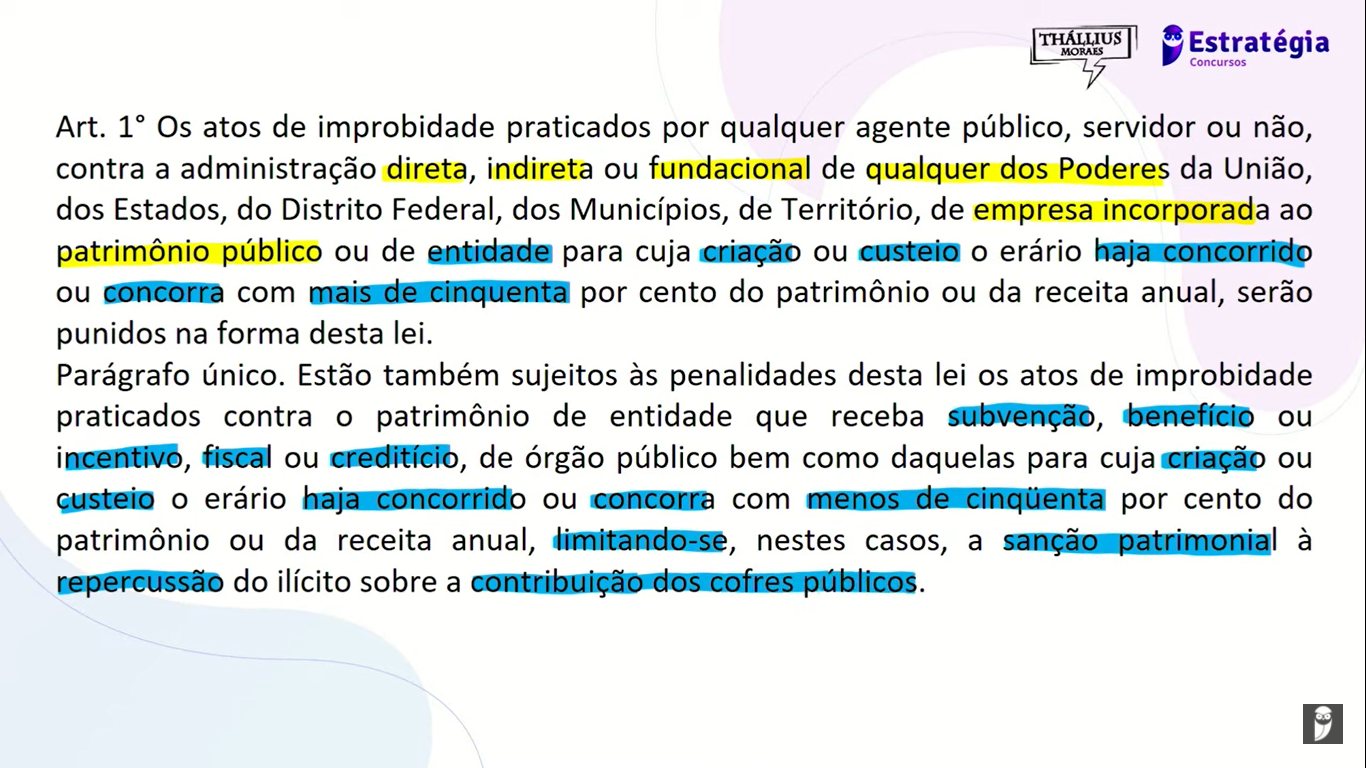 THÁLLIUS
MORAES
Estratégia
Concursos
Art. 1° Os atos de improbidade praticados por qualquer agente público, servidor ou não,
contra a administração direta, indireta ou fundacional de qualquer dos Poderes da União,
dos Estados, do Distrito Federal, dos Municípios, de Território, de empresa incorporada ao
patrimônio público ou de entidade para cuja criação ou custeio o erário haja concorrido
ou concorra com mais de cinquenta por cento do patrimônio ou da receita anual, serão
punidos na forma desta lei.
Parágrafo único. Estão também sujeitos às penalidades desta lei os atos de improbidade
praticados contra o patrimônio de entidade que receba subvenção, benefício ou
incentivo, fiscal ou creditício, de órgão público bem como daquelas para cuja criação ou
custeio o erário haja concorrido ou concorra com menos de cinqüenta por cento do
patrimônio ou da receita anual, limitando-se, nestes casos, a sanção patrimonial à
repercussão do ilícito sobre a contribuição dos cofres públicos.